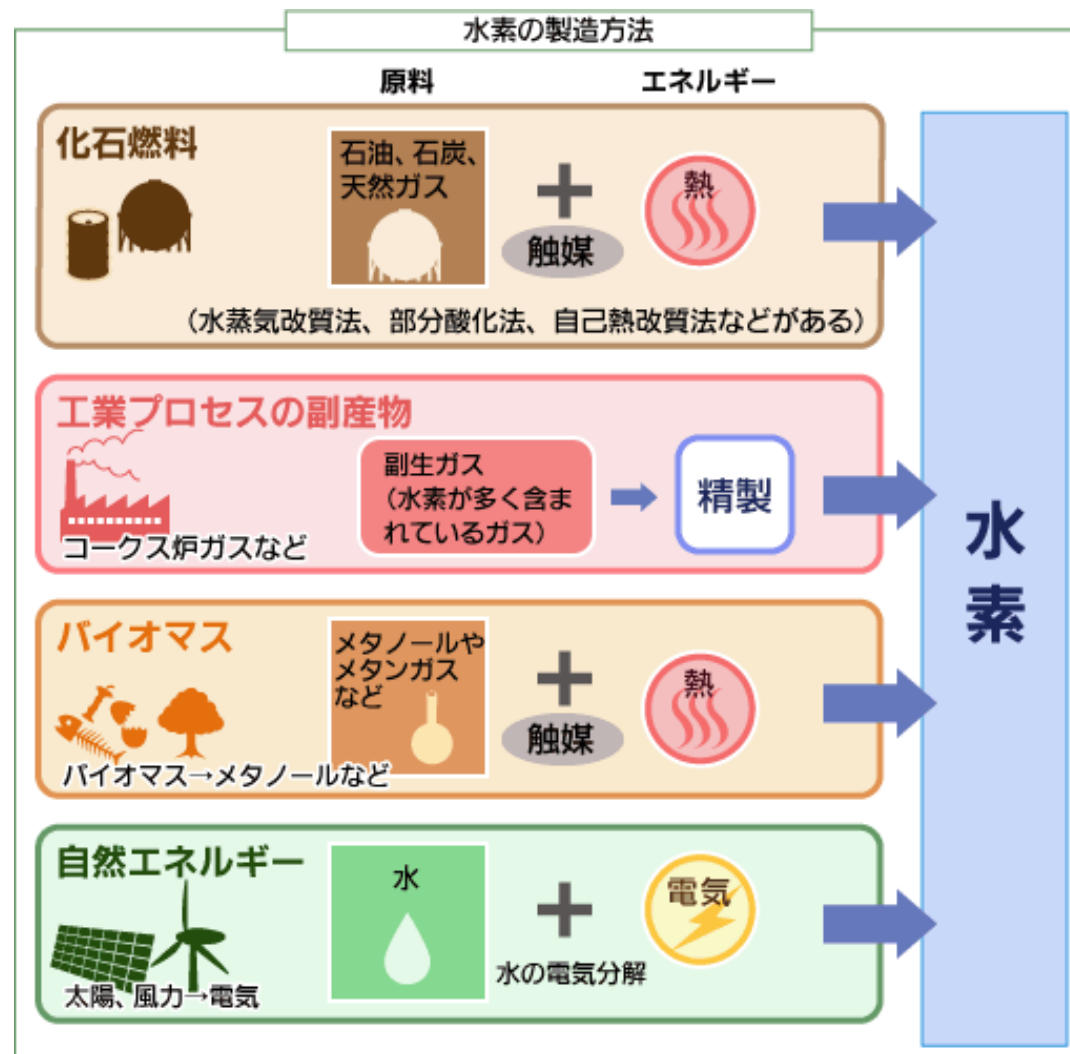 水素の製造方法
原料
エネルギー
化石燃料
石油、石炭、
天然ガス
触媒
熱
（水蒸気改質法、部分酸化法、自己熱改質法などがある）
工業プロセスの副産物
コークス炉ガスなど
副生ガス
（水素が多く含ま
れているガス）
精製
バイオマス
バイオマス→メタノールなど
メタノールや
メタンガス
など
触媒
熱
自然エネルギー
太陽、風力→電気
水
水の電気分解
電気
水
素